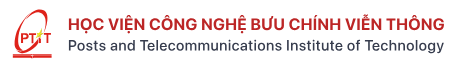 PTIT
HỌC VIỆN CÔNG NGHỆ BƯU CHÍNH VIỄN THÔNG
Posts and Telecommunications Institute of Technology